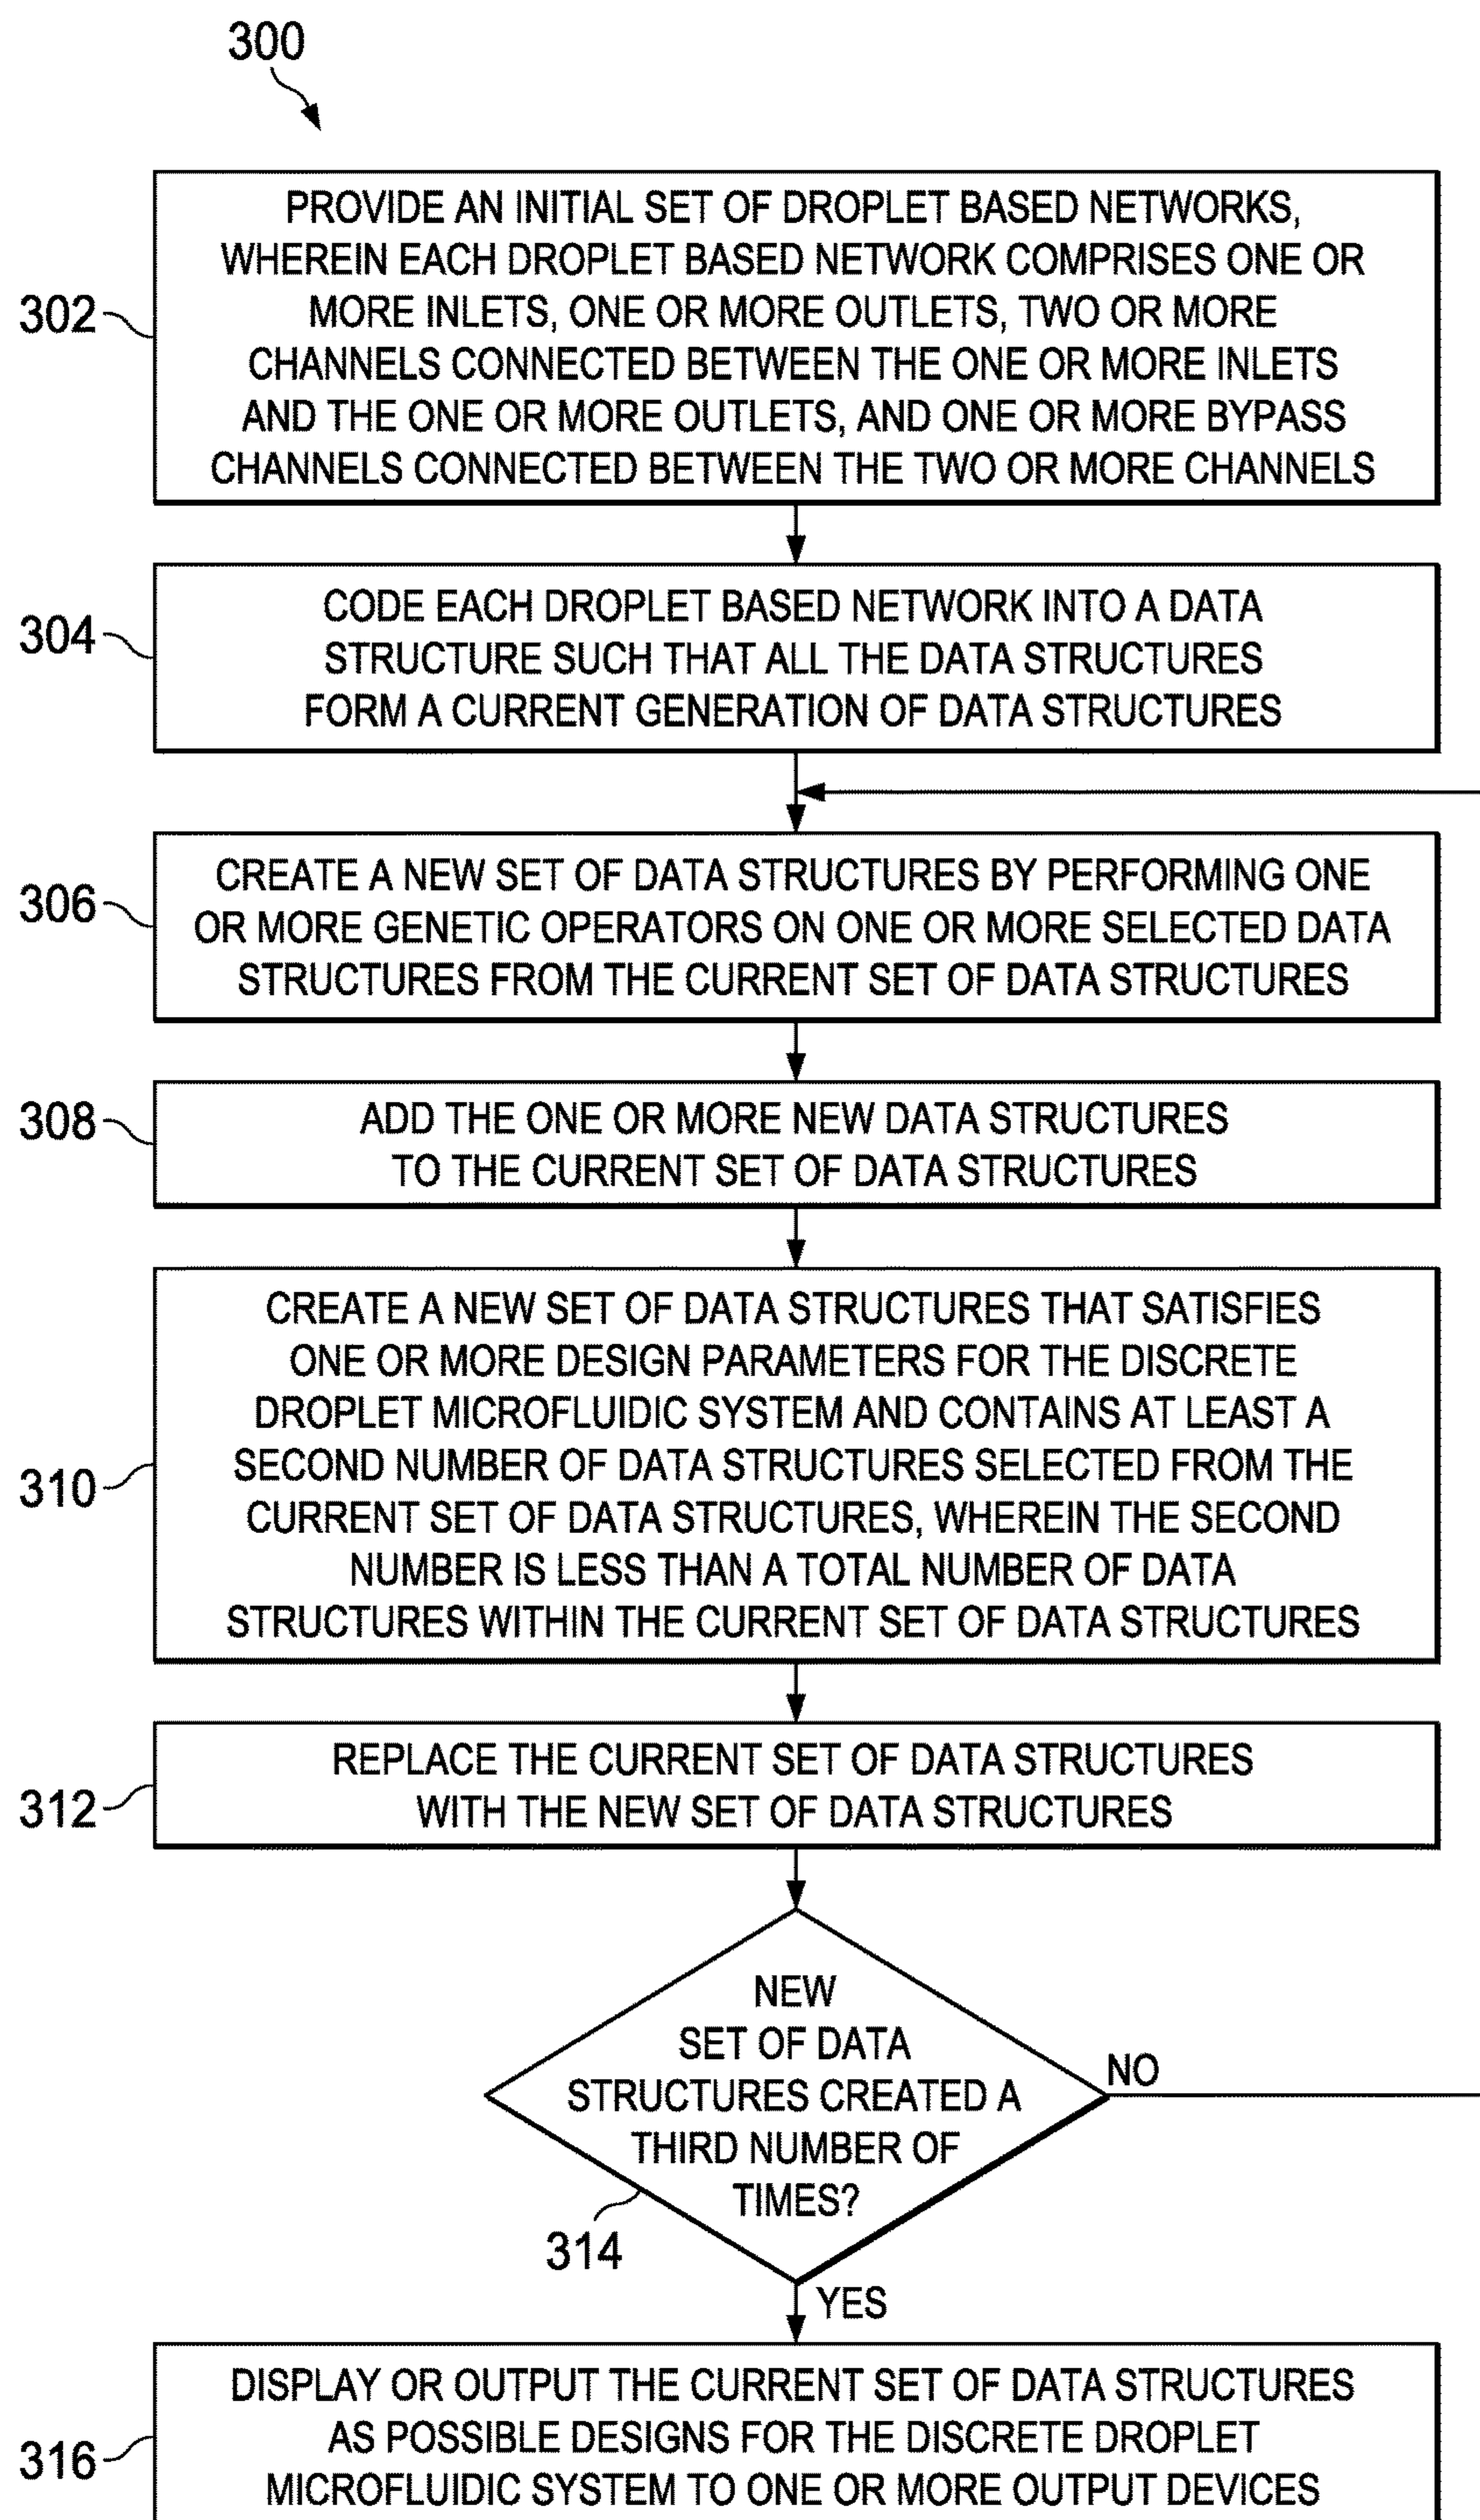 300
302
PROVIDE AN INITIAL SET OF DROPLET BASED NETWORKS,
WHEREIN EACH DROPLET BASED NETWORK COMPRISES ONE OR
MORE INLETS, ONE OR MORE OUTLETS, TWO OR MORE
CHANNELS CONNECTED BETWEEN THE ONE OR MORE INLETS
AND THE ONE OR MORE OUTLETS, AND ONE OR MORE BYPASS
CHANNELS CONNECTED BETWEEN THE TWO OR MORE CHANNELS
304
CODE EACH DROPLET BASED NETWORK INTO A DATA
STRUCTURE SUCH THAT ALL THE DATA STRUCTURES
FORM A CURRENT GENERATION OF DATA STRUCTURES
306
CREATE A NEW SET OF DATA STRUCTURES BY PERFORMING ONE
OR MORE GENETIC OPERATORS ON ONE OR MORE SELECTED DATA
STRUCTURES FROM THE CURRENT SET OF DATA STRUCTURES
308
ADD THE ONE OR MORE NEW DATA STRUCTURES
TO THE CURRENT SET OF DATA STRUCTURES
310
CREATE A NEW SET OF DATA STRUCTURES THAT SATISFIES
ONE OR MORE DESIGN PARAMETERS FOR THE DISCRETE
DROPLET MICROFLUIDIC SYSTEM AND CONTAINS AT LEAST A
SECOND NUMBER OF DATA STRUCTURES SELECTED FROM THE
CURRENT SET OF DATA STRUCTURES, WHEREIN THE SECOND
NUMBER IS LESS THAN A TOTAL NUMBER OF DATA
STRUCTURES WITHIN THE CURRENT SET OF DATA STRUCTURES
312
REPLACE THE CURRENT SET OF DATA STRUCTURES
WITH THE NEW SET OF DATA STRUCTURES
NEW
SET OF DATA
STRUCTURES CREATED A
THIRD NUMBER OF
TIMES?
NO
314
YES
316
DISPLAY OR OUTPUT THE CURRENT SET OF DATA STRUCTURES
AS POSSIBLE DESIGNS FOR THE DISCRETE DROPLET
MICROFLUIDIC SYSTEM TO ONE OR MORE OUTPUT DEVICES